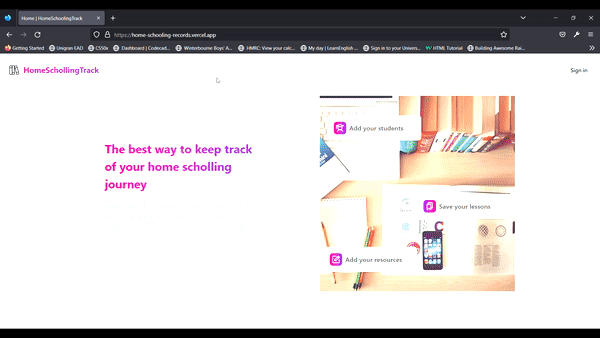 Home | HomeSchoolingTrack
https://home-schooling-records.vercel.app
Getting Started Unigran EAD CS50x Dashboard | Codecad... Winterbourne Boys' A... HMRC: View your calc... My day | LearnEnglish ... Sign in to your Univers... HTML Tutorial Building Awesome Rai...
HomeSchollingTrack
Sign in
The best way to keep track
of your home scholling
journey
Add your students
Save your lessons
Add your resources